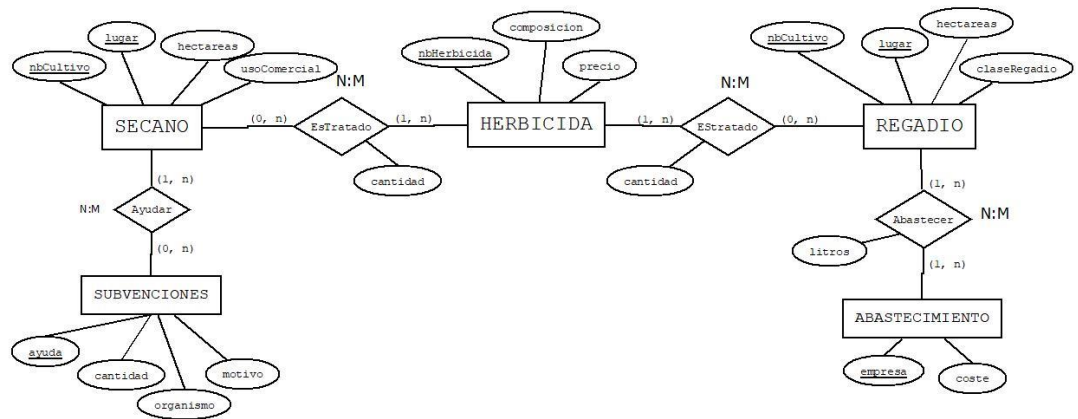 lugar
hectareas
nbCultivo
usoComercial
SECANO
N:M
(0, n)
EsTratado
(1, n)
cantidad
composicion
nbHerbicida
precio
HERBICIDA
N:M
(1, n)
EStratado
(0, n)
cantidad
hectareas
nbCultivo
lugar
claseRegadio
REGADIO
(1, n)
N:M
Ayudar
(0, n)
SUBVENCIONES
ayuda
cantidad
organismo
motivo
(1, n)
Abastecer
N:M
litros
(1, n)
ABASTECIMIENTO
empresa
coste